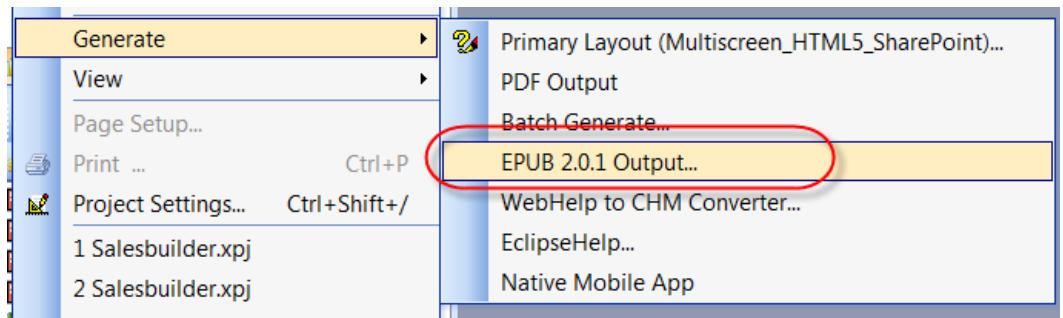 Generate
View
Page Setup...
Print ... Ctrl+P
Project Settings... Ctrl+Shift+/
1 Salesbuilder.xpj
2 Salesbuilder.xpj
Primary Layout (Multiscreen_HTML5_SharePoint)...
PDF Output
Batch Generate...
EPUB 2.0.1 Output...
WebHelp to CHM Converter...
EclipseHelp...
Native Mobile App